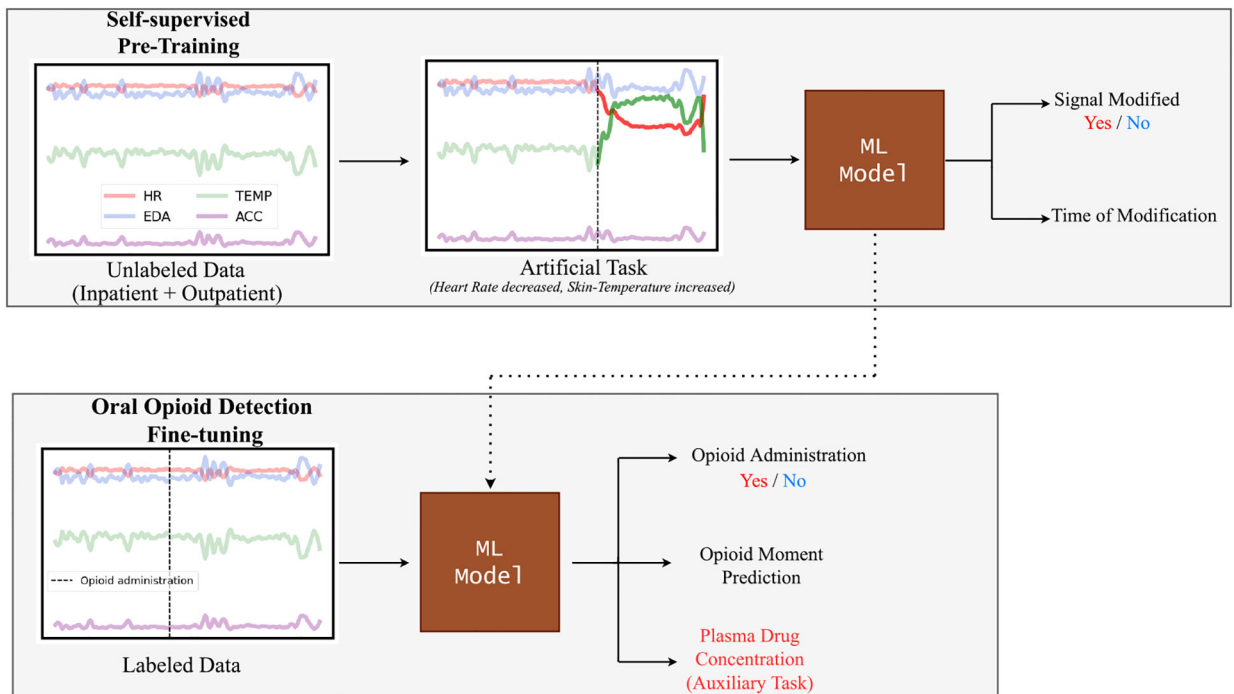 Self-supervised
Pre-Training
HR
TEMP
EDA
ACC
Unlabeled Data
(Inpatient + Outpatient)
Artificial Task
(Heart Rate decreased, Skin-Temperature increased)
ML
Model
Signal Modified
Yes / No
Time of Modification
Oral Opioid Detection
Fine-tuning
Opioid administration
Labeled Data
ML
Model
Opioid Administration
Yes / No
Opioid Moment
Prediction
Plasma Drug
Concentration
(Auxiliary Task)